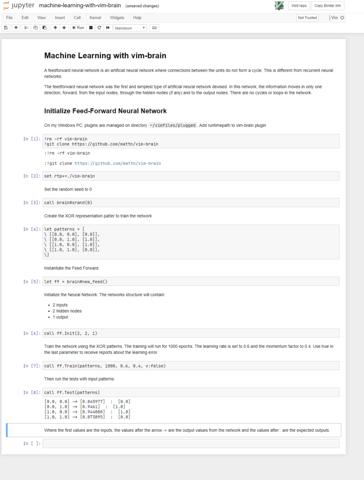 jupyter machine-learning-with-vim-brain (unsaved changes)
Visit repo Copy Binder link
File Edit View Insert Cell Kernel Widgets Help
Not Trusted Vim
Run Markdown
Machine Learning with vim-brain
A feedforward neural network is an artificial neural network where connections between the units do not form a cycle. This is different from recurrent neural
networks.
The feedforward neural network was the first and simplest type of artificial neural network devised. In this network, the information moves in only one
direction, forward, from the input nodes, through the hidden nodes (if any) and to the output nodes. There are no cycles or loops in the network.
Initialize Feed-Forward Neural Network
On my Windows PC, plugins are managed on directory ~/vimfiles/plugged . Add runtimepath to vim-brain plugin
In [1]: !rm -rf vim-brain
!git clone https://github.com/mattn/vim-brain
:!rm -rf vim-brain
:!git clone https://github.com/mattn/vim-brain
In [2]: set rtp+=./vim-brain
Set the random seed to 0
In [3]: call brain#srand(0)
Create the XOR representation patter to train the network
In [4]: let patterns = [
\ [[0.0, 0.0], [0.0]],
\ [[0.0, 1.0], [1.0]],
\ [[1.0, 0.0], [1.0]],
\ [[1.0, 1.0], [0.0]],
\]
Instantiate the Feed Forward
In [5]: let ff = brain#new_feed()
Initialize the Neural Network. The networks structure will contain:
• 2 inputs
• 2 hidden nodes
• 1 output
In [6]: call ff.Init(2, 2, 1)
Train the network using the XOR patterns. The training will run for 1000 epochs. The learning rate is set to 0.6 and the momentum factor to 0.4. Use true in
the last parameter to receive reports about the learning error
In [7]: call ff.Train(patterns, 1000, 0.6, 0.4, v:false)
Then run the tests with input patterns
In [8]: call ff.Test(patterns)
[0.0, 0.0] -> : [0.0]
[0.0, 1.0] -> : [1.0]
[1.0, 0.0] -> : [1.0]
[1.0, 1.0] -> : [0.0]
Where the first values are the inputs, the values after the arrow -> are the output values from the network and the values after : are the expected outputs.
In [ ]: